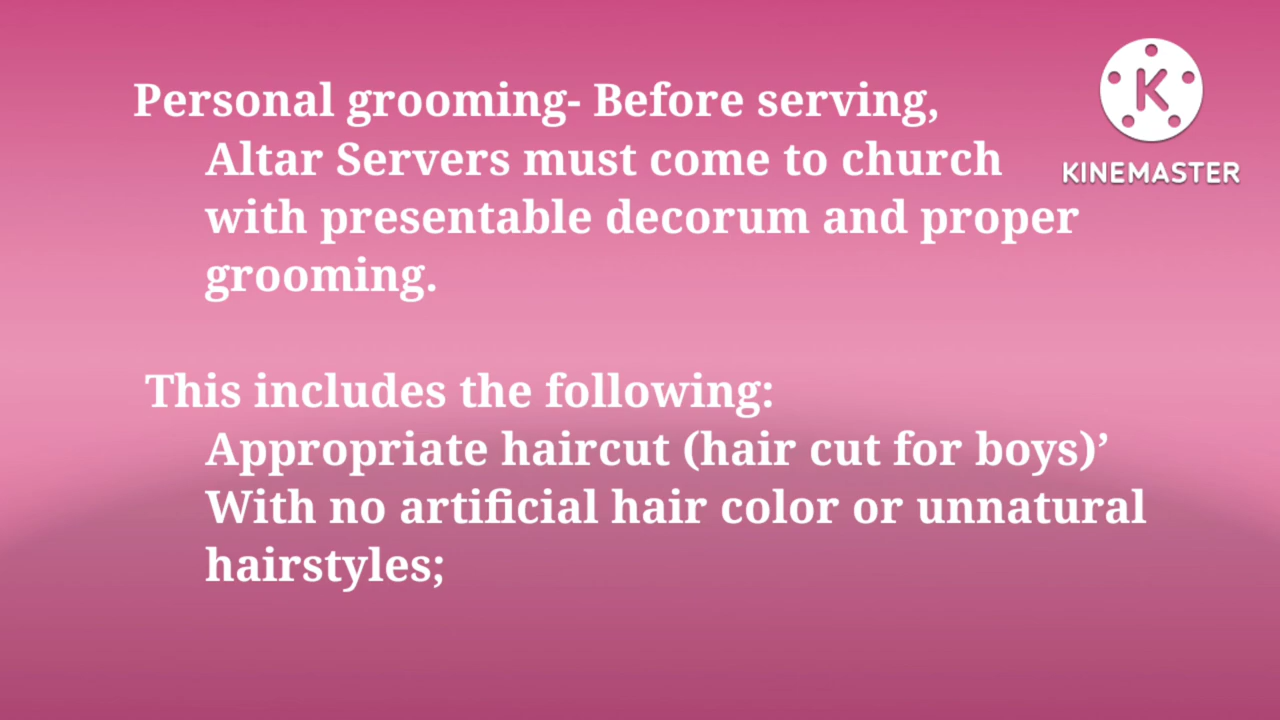 Personal grooming- Before serving,
Altar Servers must come to church
with presentable decorum and proper
grooming.
This includes the following:
Appropriate haircut (hair cut for boys)’
With no artificial hair color or unnatural
hairstyles;
K
KINEMASTER